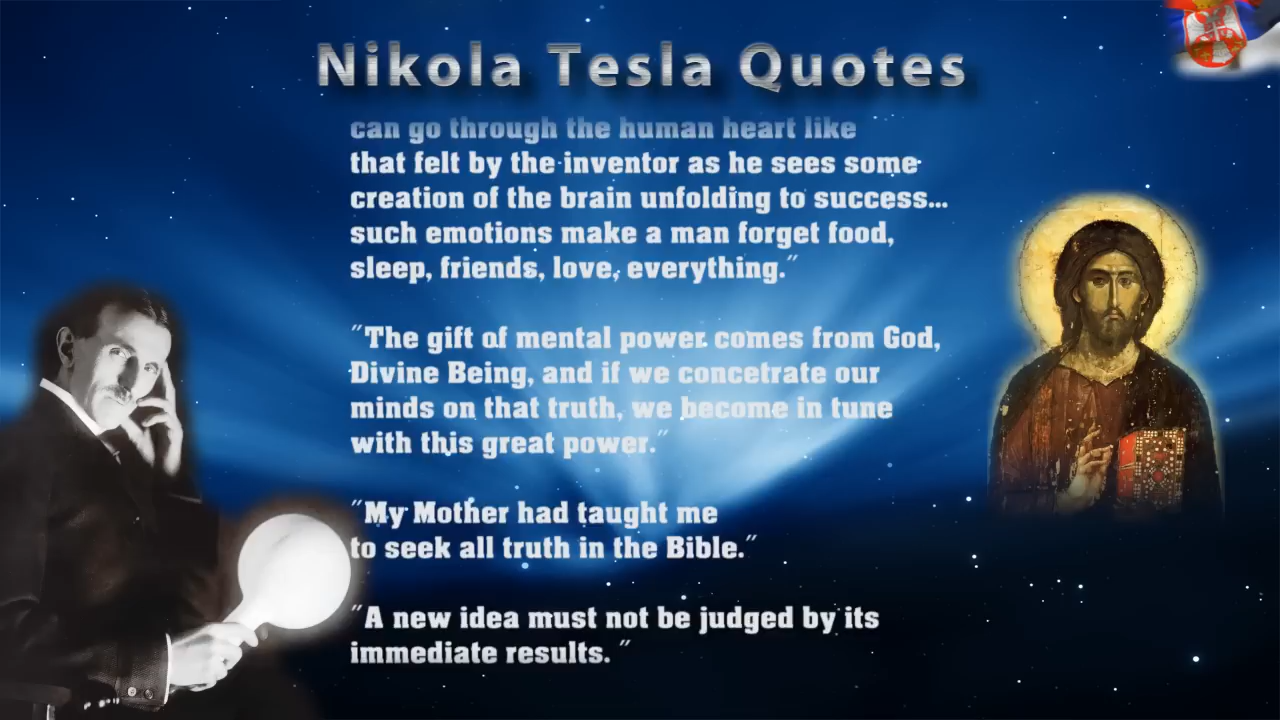 Nikola Tesla Quotes
can go through the human heart like
that felt by the inventor as he sees some
creation of the brain unfolding to success...
such emotions make a man forget food,
sleep, friends, love, everything."
"The gift of mental power comes from God,
Divine Being, and if we concetrate our
minds on that truth, we become in tune
with this great power."
"My Mother had taught me
to seek all truth in the Bible."
"A new idea must not be judged by its
immediate results. "